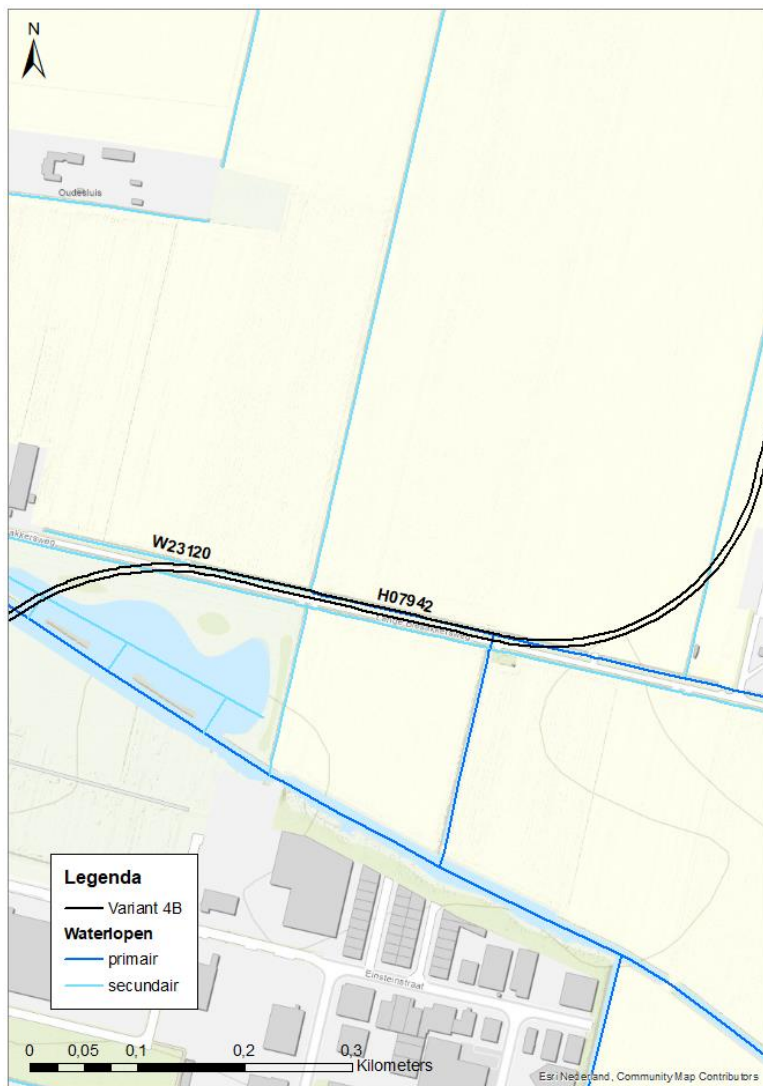 N
Oudesluis
akkersweg
W23120
H07942
Legenda
Variant 4B
Waterlopen
primair
secundair
Einsteinstraat
0 0,05 0,1 0,2 0,3
Kilometers
Esri Nederland, Community Map Contributors